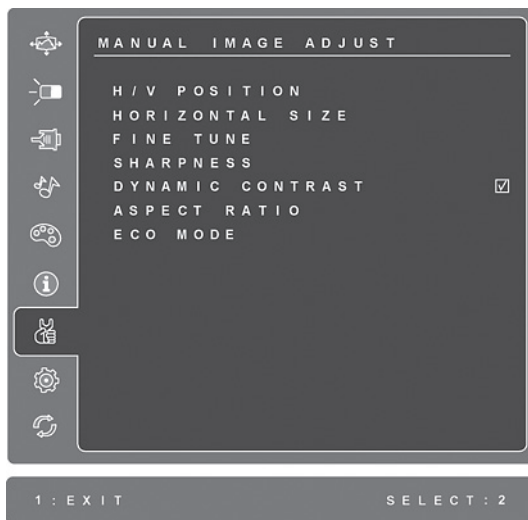 MANUAL IMAGE ADJUST
H/V POSITION
HORIZONTAL SIZE
FINE TUNE
SHARPNESS
DYNAMIC CONTRAST
ASPECT RATIO
ECO MODE
1:EXIT SELECT:2